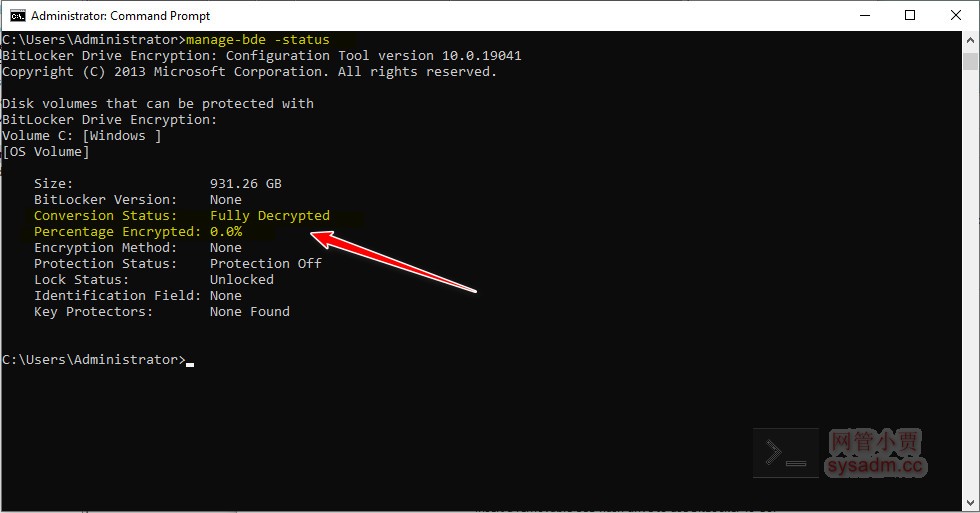 Administrator: Command Prompt
C:\Users\Administrator>manage-bde -status
BitLocker Drive Encryption: Configuration Tool version 10.0.19041
Copyright (C) 2013 Microsoft Corporation. All rights reserved.
Disk volumes that can be protected with
BitLocker Drive Encryption:
Volume C: [Windows ]
[OS Volume]
Size: 931.26 GB
BitLocker Version: None
Conversion Status: Fully Decrypted
Percentage Encrypted: 0.0%
Encryption Method: None
Protection Status: Protection Off
Lock Status: Unlocked
Identification Field: None
Key Protectors: None Found
C:\Users\Administrator>
网管小贾
sysadm.cc